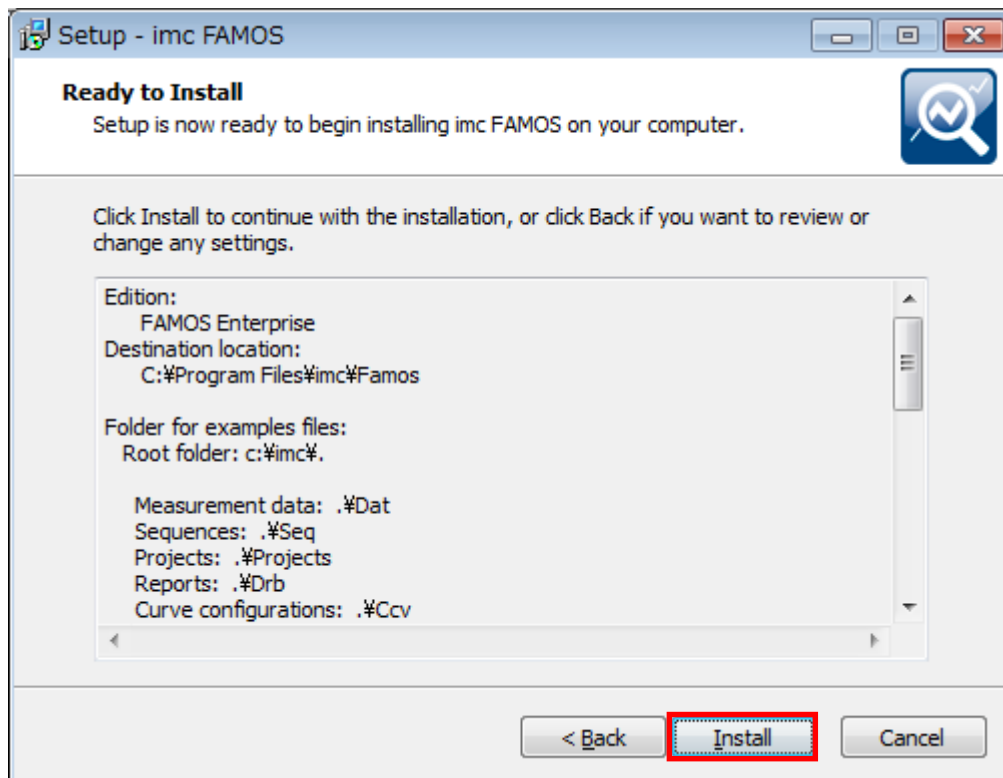 Setup - imc FAMOS
Ready to Install
Setup is now ready to begin installing imc FAMOS on your computer.
Click Install to continue with the installation, or click Back if you want to review or
change any settings.
Edition:
FAMOS Enterprise
Destination location:
C:¥Program Files¥imc¥Famos
Folder for examples files:
Root folder: c:¥imc¥.
Measurement data: .¥Dat
Sequences: .¥Seq
Projects: .¥Projects
Reports: .¥Drb
Curve configurations: .¥Ccv
< Back Install Cancel